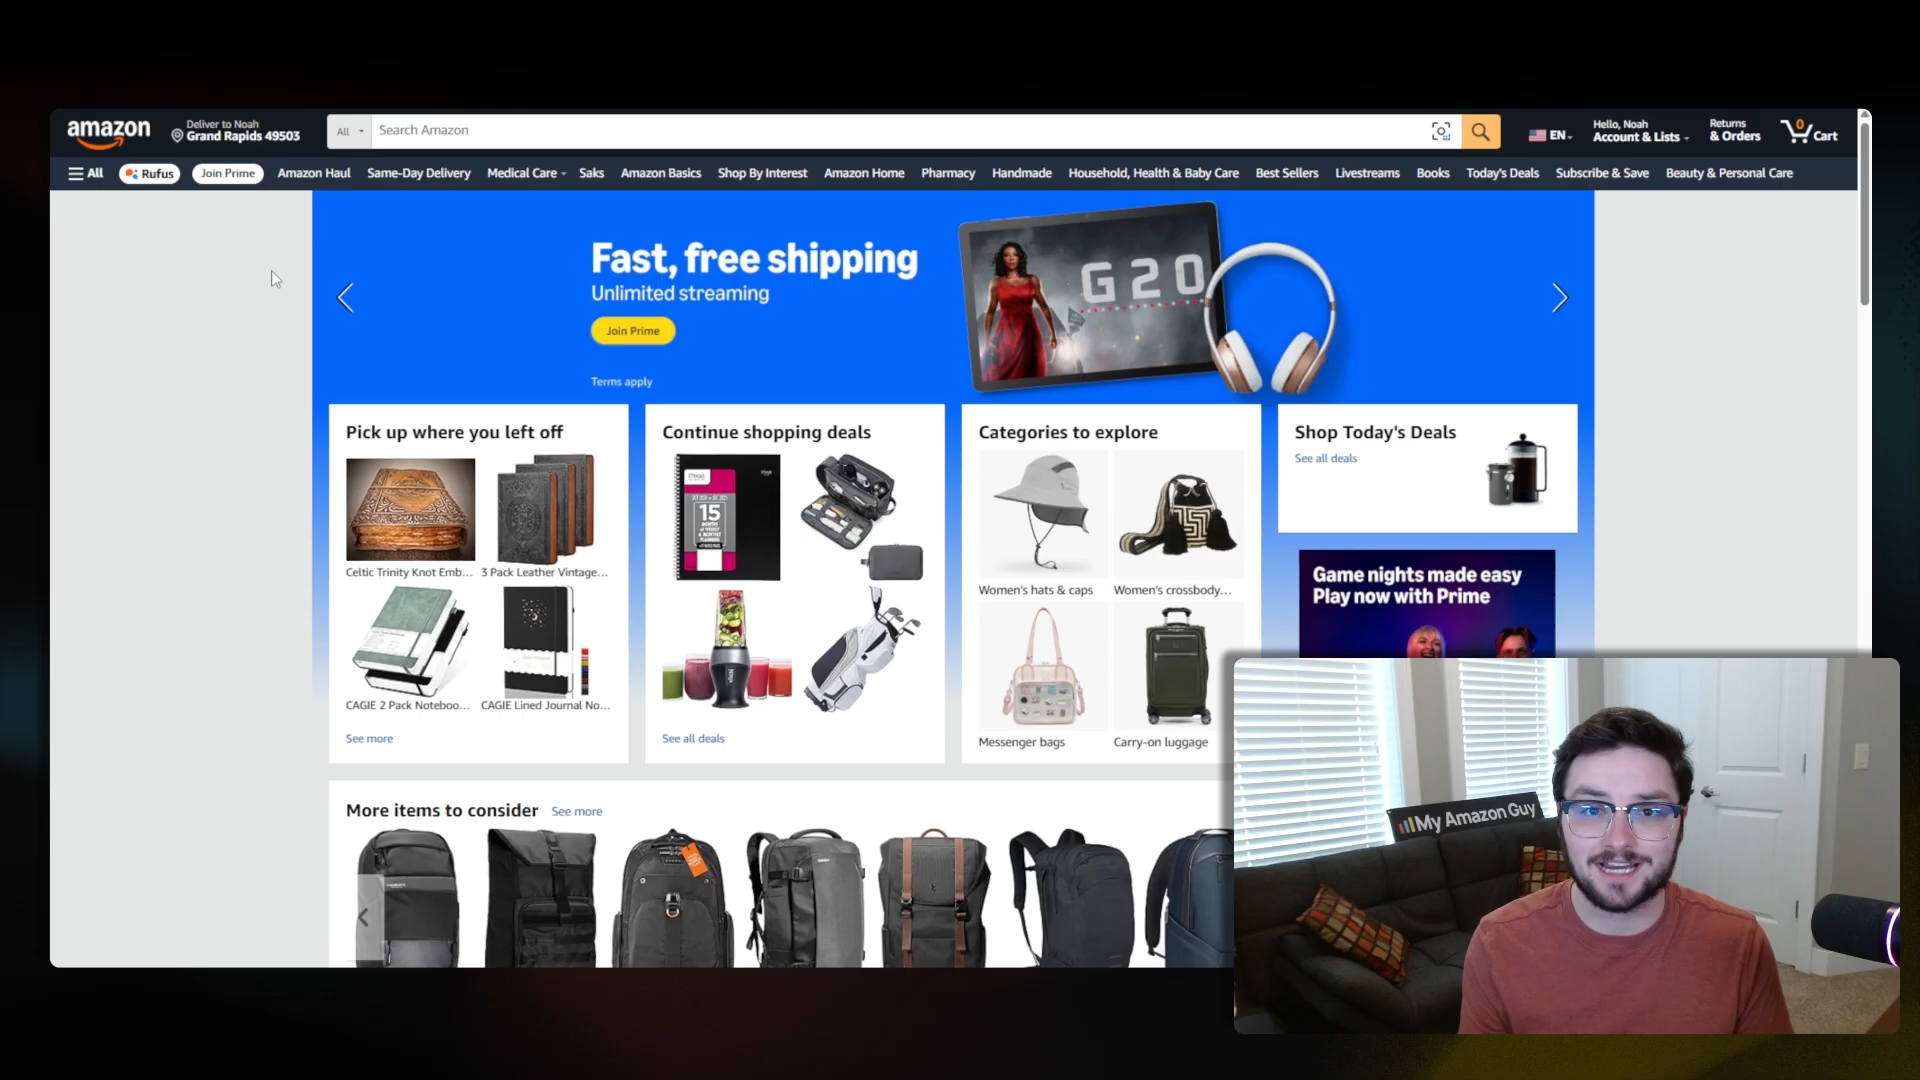 amazon
Deliver to Noah
Grand Rapids 49503
All
Search Amazon
EN
Hello, Noah
Account & Lists
Returns
& Orders
0
Cart
All
Rufus
Join Prime
Amazon Haul
Same-Day Delivery
Medical Care
Saks
Amazon Basics
Shop By Interest
Amazon Home
Pharmacy
Handmade
Household, Health & Baby Care
Best Sellers
Livestreams
Books
Today's Deals
Subscribe & Save
Beauty & Personal Care
Fast, free shipping
Unlimited streaming
Join Prime
Terms apply
G20
Pick up where you left off
Celtic Trinity Knot Emb...
3 Pack Leather Vintage...
CAGIE 2 Pack Noteboo...
CAGIE Lined Journal No...
See more
Continue shopping deals
15
MONTHS
See all deals
Categories to explore
Women's hats & caps
Women's crossbody...
Messenger bags
Carry-on luggage
Shop Today's Deals
See all deals
Game nights made easy
Play now with Prime
More items to consider
See more
My Amazon Guy